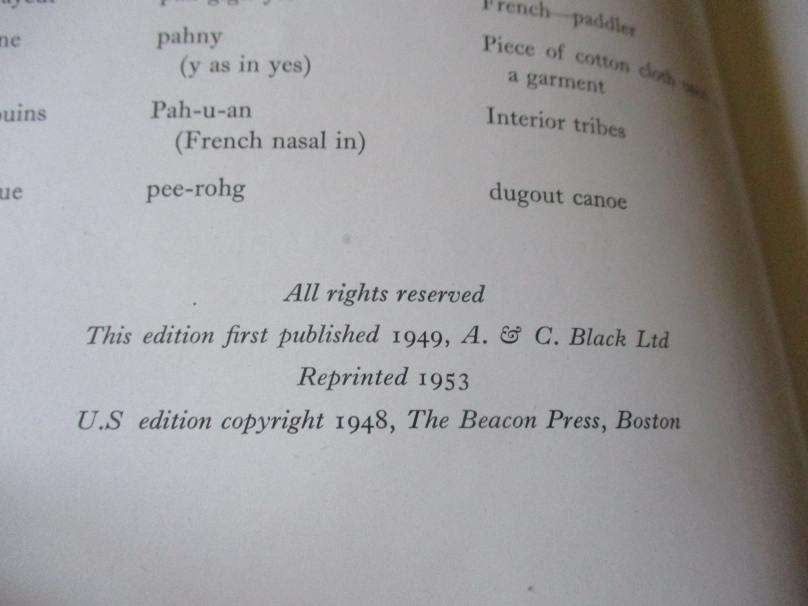 French—paddler
ne pahny Piece of cotton cloth
(y as in yes) a garment
uins Pah-u-an Interior tribes
(French nasal in)
ue pee-rohg dugout canoe
All rights reserved
This edition first published 1949, A. & C. Black Ltd
Reprinted 1953
U.S edition copyright 1948, The Beacon Press, Boston